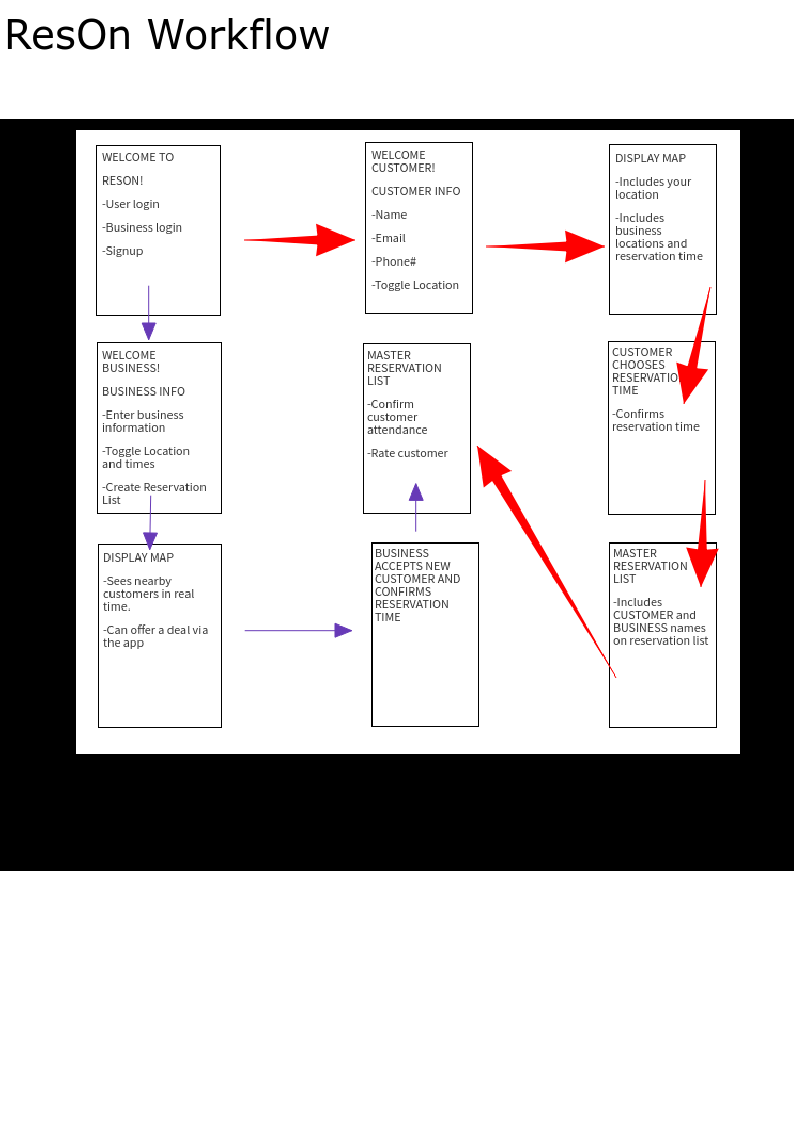 ResOn Workflow
WELCOME TO
RESON!
-User login
-Business login
-Signup
WELCOME
CUSTOMER!!
CUSTOMER INFO
-Name
-Email
-Phone#
-Toggle Location
DISPLAY MAP
-Includes your
location
-Includes
business
locations and
reservation time
WELCOME
BUSINESS!
BUSINESS INFO
-Enter business
information
-Toggle Location
and times
-Create Reservation
List
MASTER
RESERVATION
LIST
-Confirm
customer
attendance
-Rate customer
CUSTOMER
CHOOSES
RESERVATION
TIME
-Confirms
reservation time
DISPLAY MAP
-Sees nearby
customers in real
time.
-Can offer a deal via
the app
BUSINESS
ACCEPTS NEW
CUSTOMER AND
CONFIRMS
RESERVATION
TIME
MASTER
RESERVATION
LIST
-Includes
CUSTOMER and
BUSINESS names
on reservation list